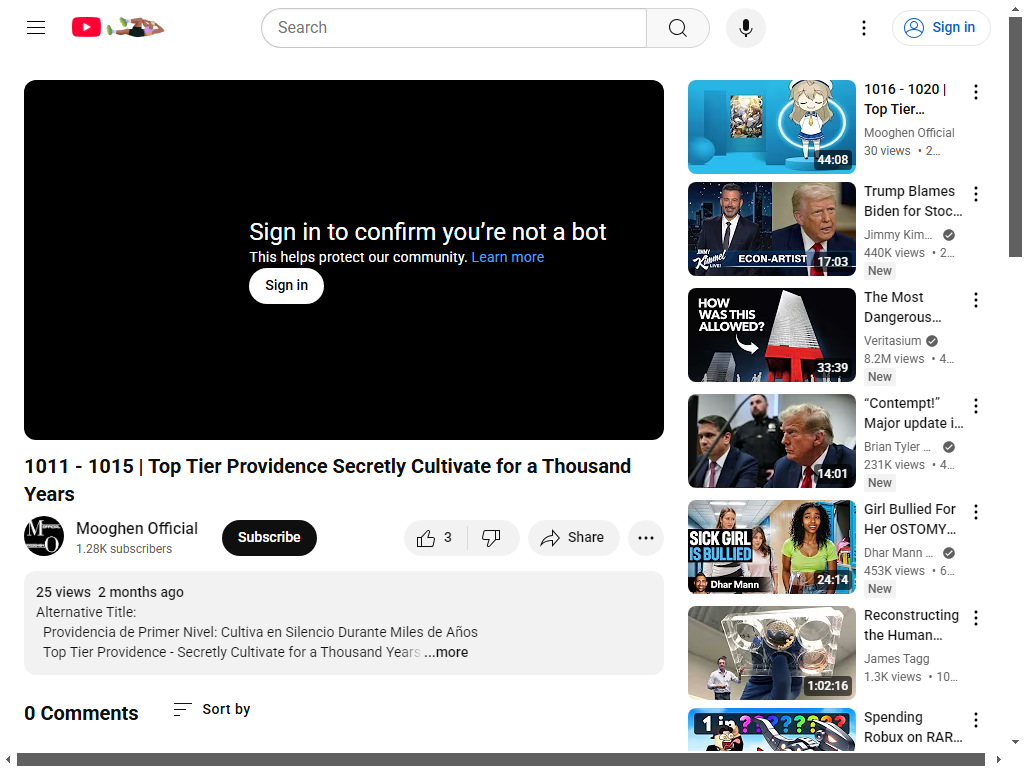 Search
Sign in
Sign in to confirm you’re not a bot
This helps protect our community. Learn more
Sign in
1011 - 1015 | Top Tier Providence Secretly Cultivate for a Thousand
Years
Mooghen Official
1.28K subscribers
Subscribe
3
Share
25 views 2 months ago
Alternative Title:
Providencia de Primer Nivel: Cultiva en Silencio Durante Miles de Años
Top Tier Providence - Secretly Cultivate for a Thousand Years ...more
0 Comments
Sort by
44:08
1016 - 1020 |
Top Tier…
Mooghen Official
30 views • 2…
JIMMY
Kimmel
LIVE!
ECON-ARTIST
17:03
Trump Blames
Biden for Stoc…
Jimmy Kim…
440K views • 2…
New
HOW
WAS THIS
ALLOWED?
33:39
The Most
Dangerous…
Veritasium
8.2M views • 4…
New
14:01
“Contempt!”
Major update i…
Brian Tyler …
231K views • 4…
New
SICK GIRL
IS BULLIED
Dhar Mann
24:14
Girl Bullied For
Her OSTOMY…
Dhar Mann …
453K views • 6…
New
1:02:16
Reconstructing
the Human…
James Tagg
1.3K views • 10…
1 in ????????
Spending
Robux on RAR…